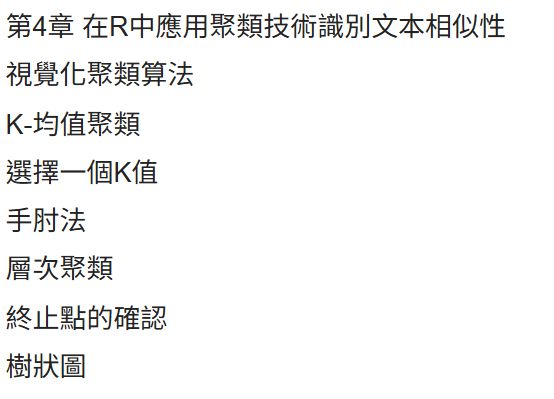 第4章 在R中應用聚類技術識別文本相似性
視覺化聚類算法
K-均值聚類
選擇一個K值
手肘法
層次聚類
終止點的確認
樹狀圖